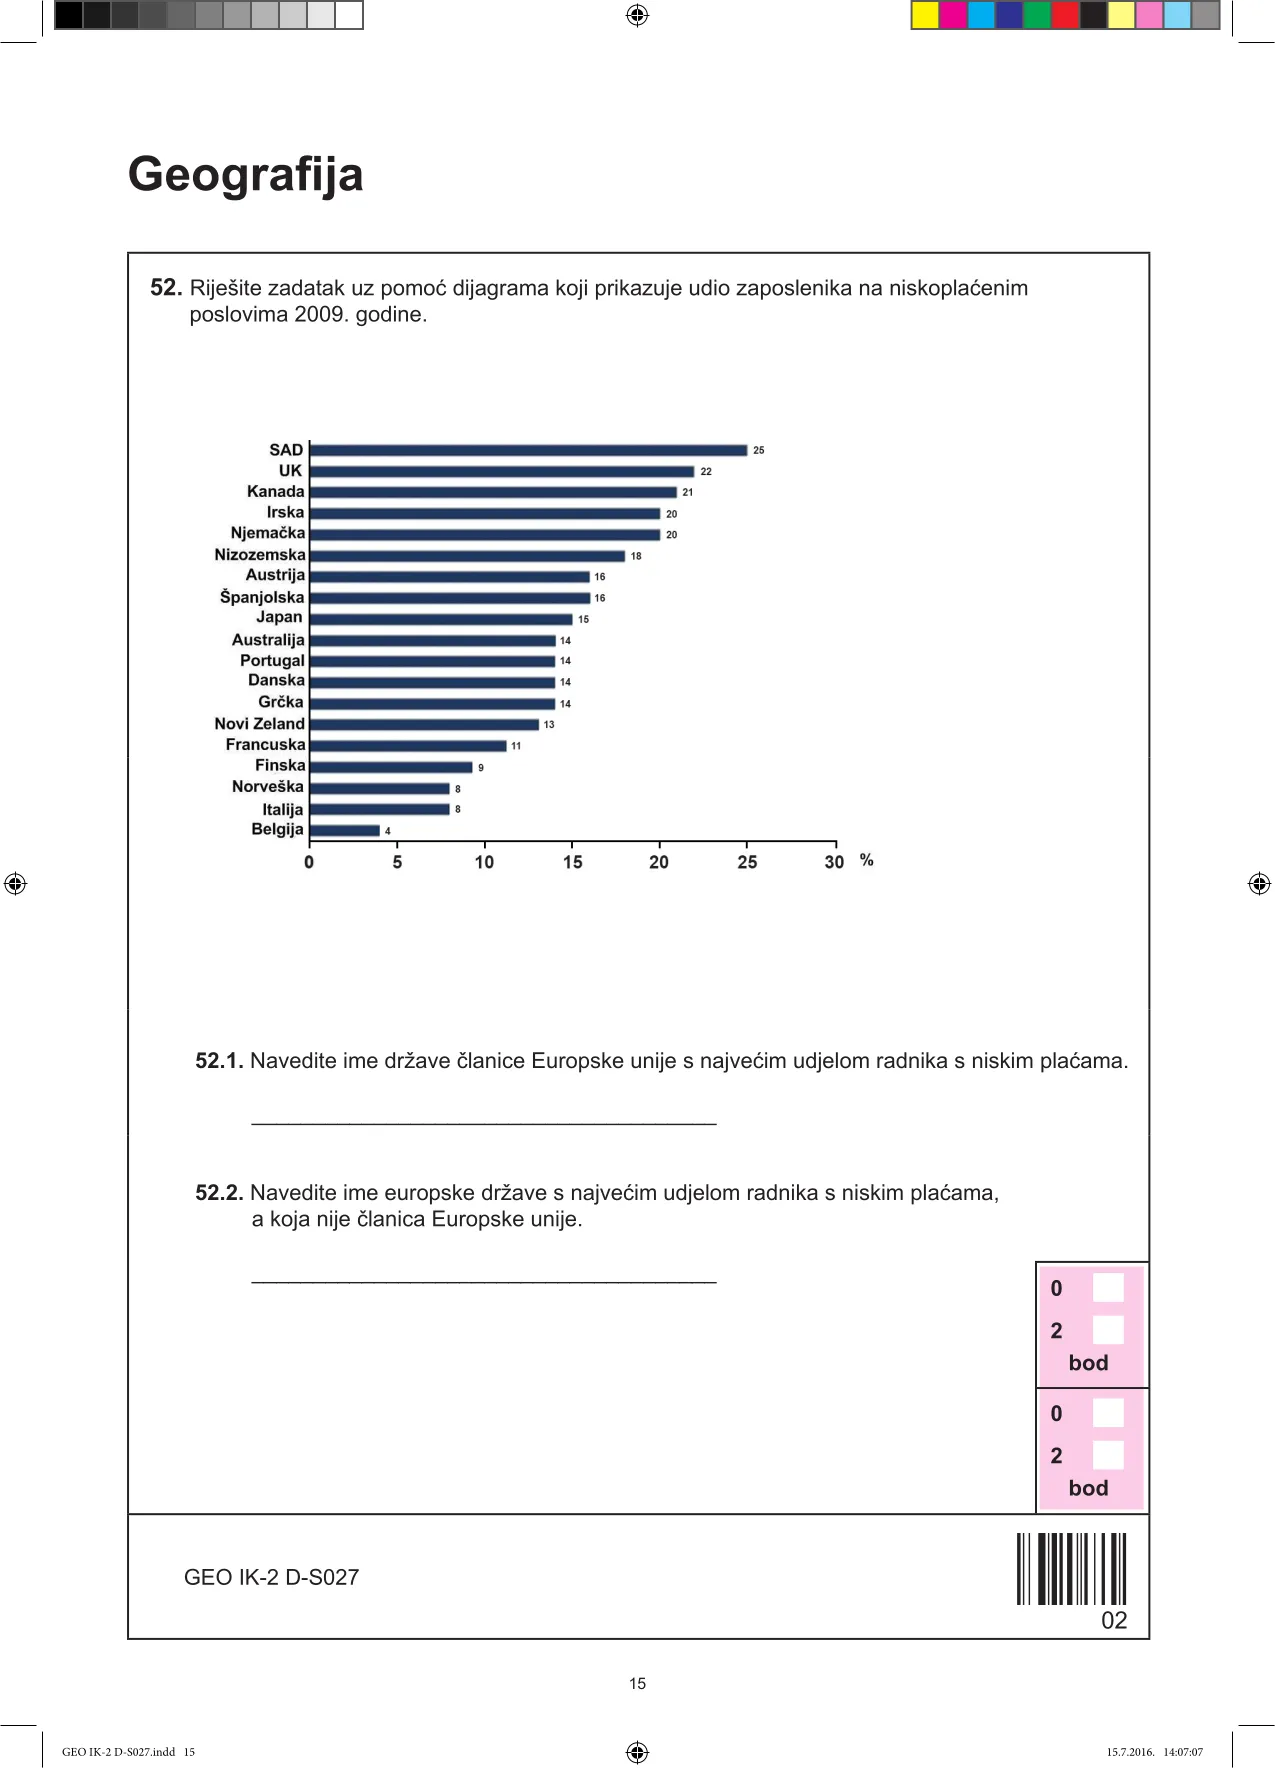 Geografija
52. Riješite zadatak uz pomoć dijagrama koji prikazuje udio zaposlenika na niskoplaćenim
poslovima 2009. godine.
SAD 25
UK 22
Kanada 21
Irska 20
Njemačka 20
Nizozemska 18
Austrija 16
Španjolska 16
Japan 15
Australija 14
Portugal 14
Danska 14
Grčka 14
Novi Zeland 13
Francuska 11
Finska 9
Norveška 8
Italija 8
Belgija 4
0 5 10 15 20 25 30 %
52.1. Navedite ime države članice Europske unije s najvećim udjelom radnika s niskim plaćama.
52.2. Navedite ime europske države s najvećim udjelom radnika s niskim plaćama,
a koja nije članica Europske unije.
0
2
bod
0
2
bod
GEO IK-2 D-S027
02
15
GEO IK-2 D-S027.indd 15 15.7.2016. 14:07:07